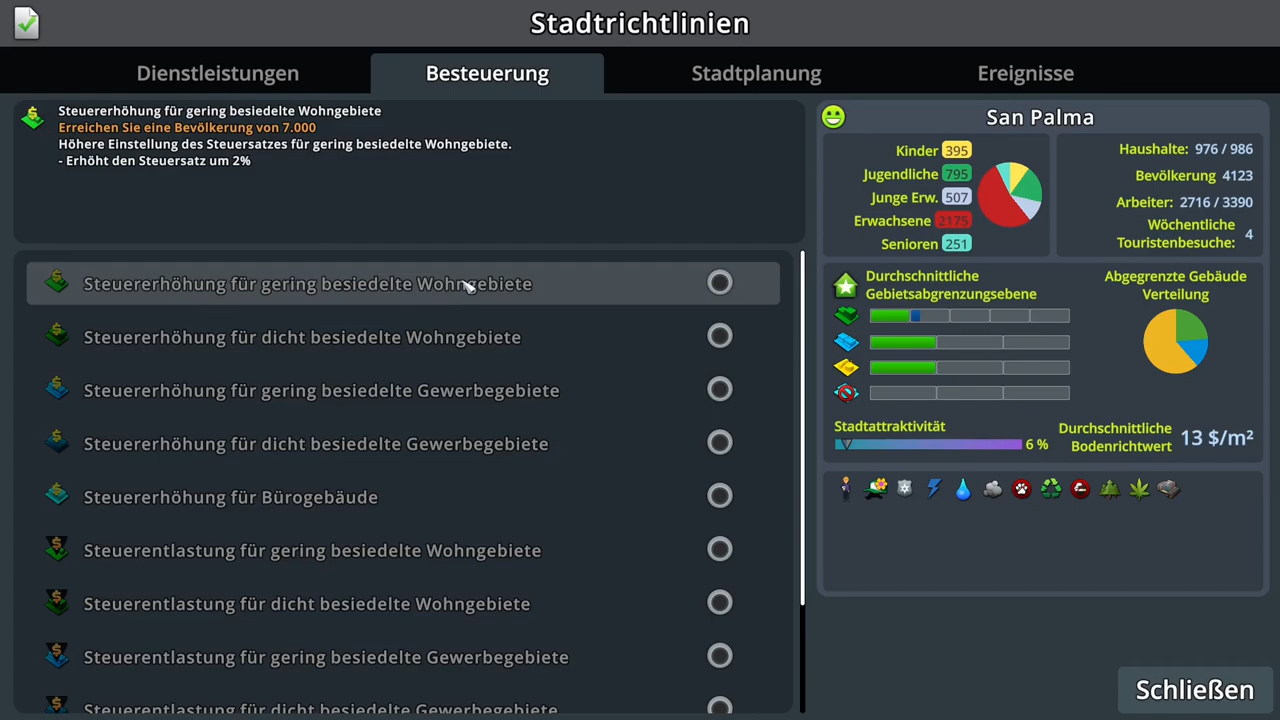 Stadtrichtlinien
Dienstleistungen
Besteuerung
Stadtplanung
Ereignisse
Steuererhöhung für gering besiedelte Wohngebiete
Erreichen Sie eine Bevölkerung von 7.000
Höhere Einstellung des Steuersatzes für gering besiedelte Wohngebiete.
- Erhöht den Steuersatz um 2%
Steuererhöhung für gering besiedelte Wohngebiete
Steuererhöhung für dicht besiedelte Wohngebiete
Steuererhöhung für gering besiedelte Gewerbegebiete
Steuererhöhung für dicht besiedelte Gewerbegebiete
Steuererhöhung für Bürogebäude
Steuerentlastung für gering besiedelte Wohngebiete
Steuerentlastung für dicht besiedelte Wohngebiete
Steuerentlastung für gering besiedelte Gewerbegebiete
Steuerentlastung für dicht besiedelte Gewerbegebiete
San Palma
Kinder 395
Jugendliche 795
Junge Erw. 507
Erwachsene 2175
Senioren 251
Haushalte: 976 / 986
Bevölkerung 4123
Arbeiter: 2716 / 3390
Wöchentliche
Touristenbesuche: 4
Durchschnittliche
Gebietsabgrenzungsebene
Abgegrenzte Gebäude
Verteilung
Stadtattraktivität
6 %
Durchschnittliche
Bodenrichtwert 13 $/m²
Schließen